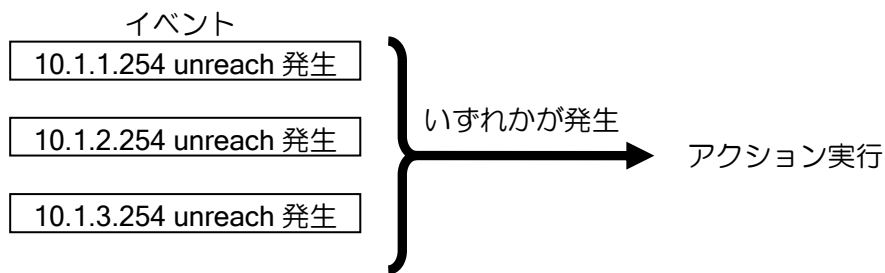 イベント
10.1.1.254 unreach 発生
10.1.2.254 unreach 発生
いずれかが発生
アクション実行
10.1.3.254 unreach 発生